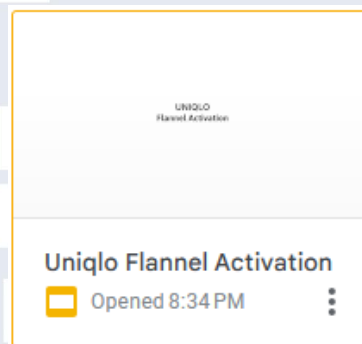 UNIQLO
Flannel Activation
Uniqlo Flannel Activation
Opened 8:34 PM